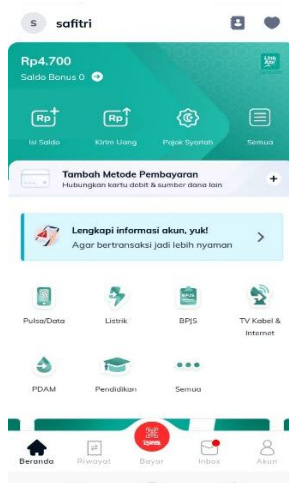 S safitri
Rp4.700
Saldo Bonus 0
Isi Saldo
Kirim Uang
Pojok Syariah
Semua
Tambah Metode Pembayaran
Hubungkan kartu debit & sumber dana lain
Lengkapi informasi akun, yuk!
Agar bertransaksi jadi lebih nyaman
Pulsa/Data
Listrik
BPJS
TV Kabel &
Internet
PDAM
Pendidikan
Semua
Beranda
Riwayat
Bayar
Inbox
Akun